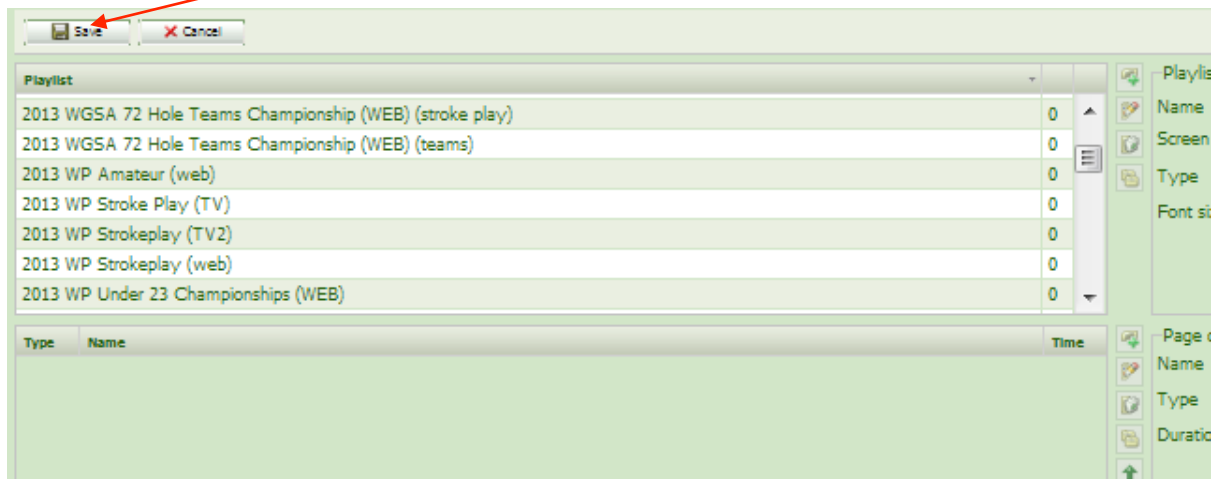 Save Cancel
Playlist
2013 WGSA 72 Hole Teams Championship (WEB) (stroke play) 0
2013 WGSA 72 Hole Teams Championship (WEB) (teams) 0
2013 WP Amateur (web) 0
2013 WP Stroke Play (TV) 0
2013 WP Strokeplay (TV2) 0
2013 WP Strokeplay (web) 0
2013 WP Under 23 Championships (WEB) 0
Playlis
Name
Screen
Type
Font si
Type Name Time
Page
Name
Type
Duratio